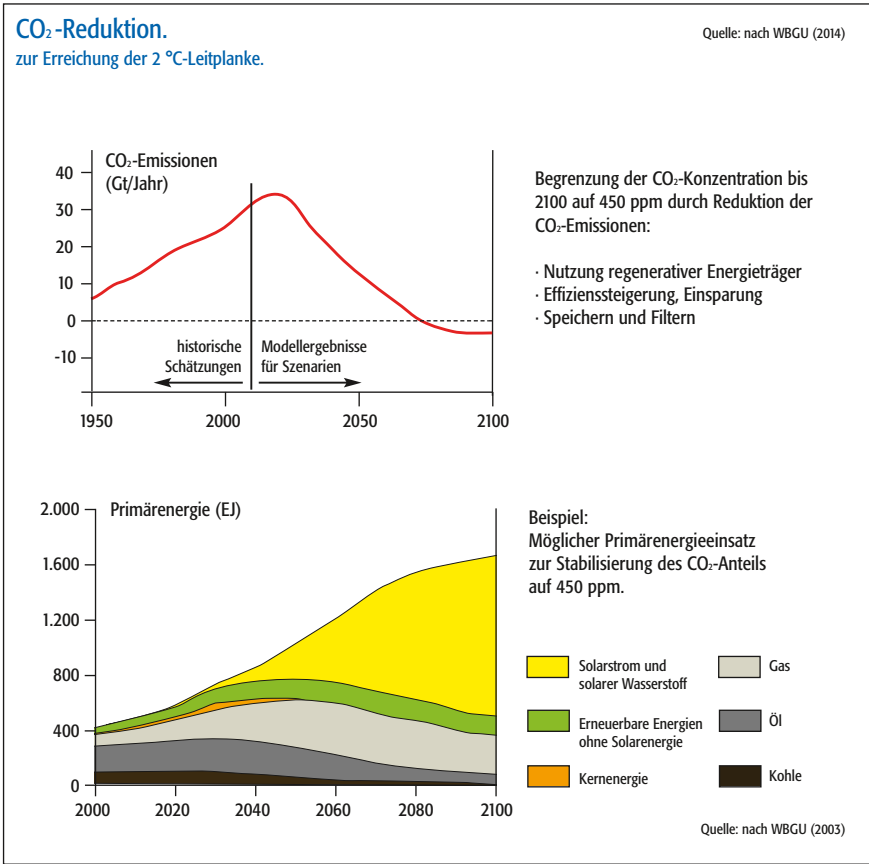 CO₂-Reduktion.
zur Erreichung der 2 °C-Leitplanke.
Quelle: nach WBGU (2014)
CO₂-Emissionen
(Gt/Jahr)
40
30
20
10
0
-10
historische
Schätzungen
Modellergebnisse
für Szenarien
1950
2000
2050
2100
Begrenzung der CO₂-Konzentration bis
2100 auf 450 ppm durch Reduktion der
CO₂-Emissionen:
· Nutzung regenerativer Energieträger
· Effizienssteigerung, Einsparung
· Speichern und Filtern
Primärenergie (EJ)
2.000
1.600
1.200
800
400
0
2000
2020
2040
2060
2080
2100
Beispiel:
Möglicher Primärenergieeinsatz
zur Stabilisierung des CO₂-Anteils
auf 450 ppm.
Solarstrom und
solarer Wasserstoff
Gas
Erneuerbare Energien
ohne Solarenergie
Öl
Kernenergie
Kohle
Quelle: nach WBGU (2003)